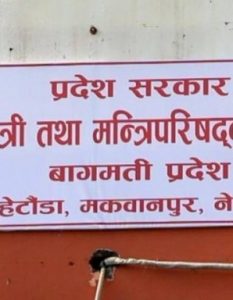 प्रदेश सरकार
त्री तथा मन्त्रिपरिषद्
बागमती प्रदेश
हेटौंडा, मकवानपुर, ने